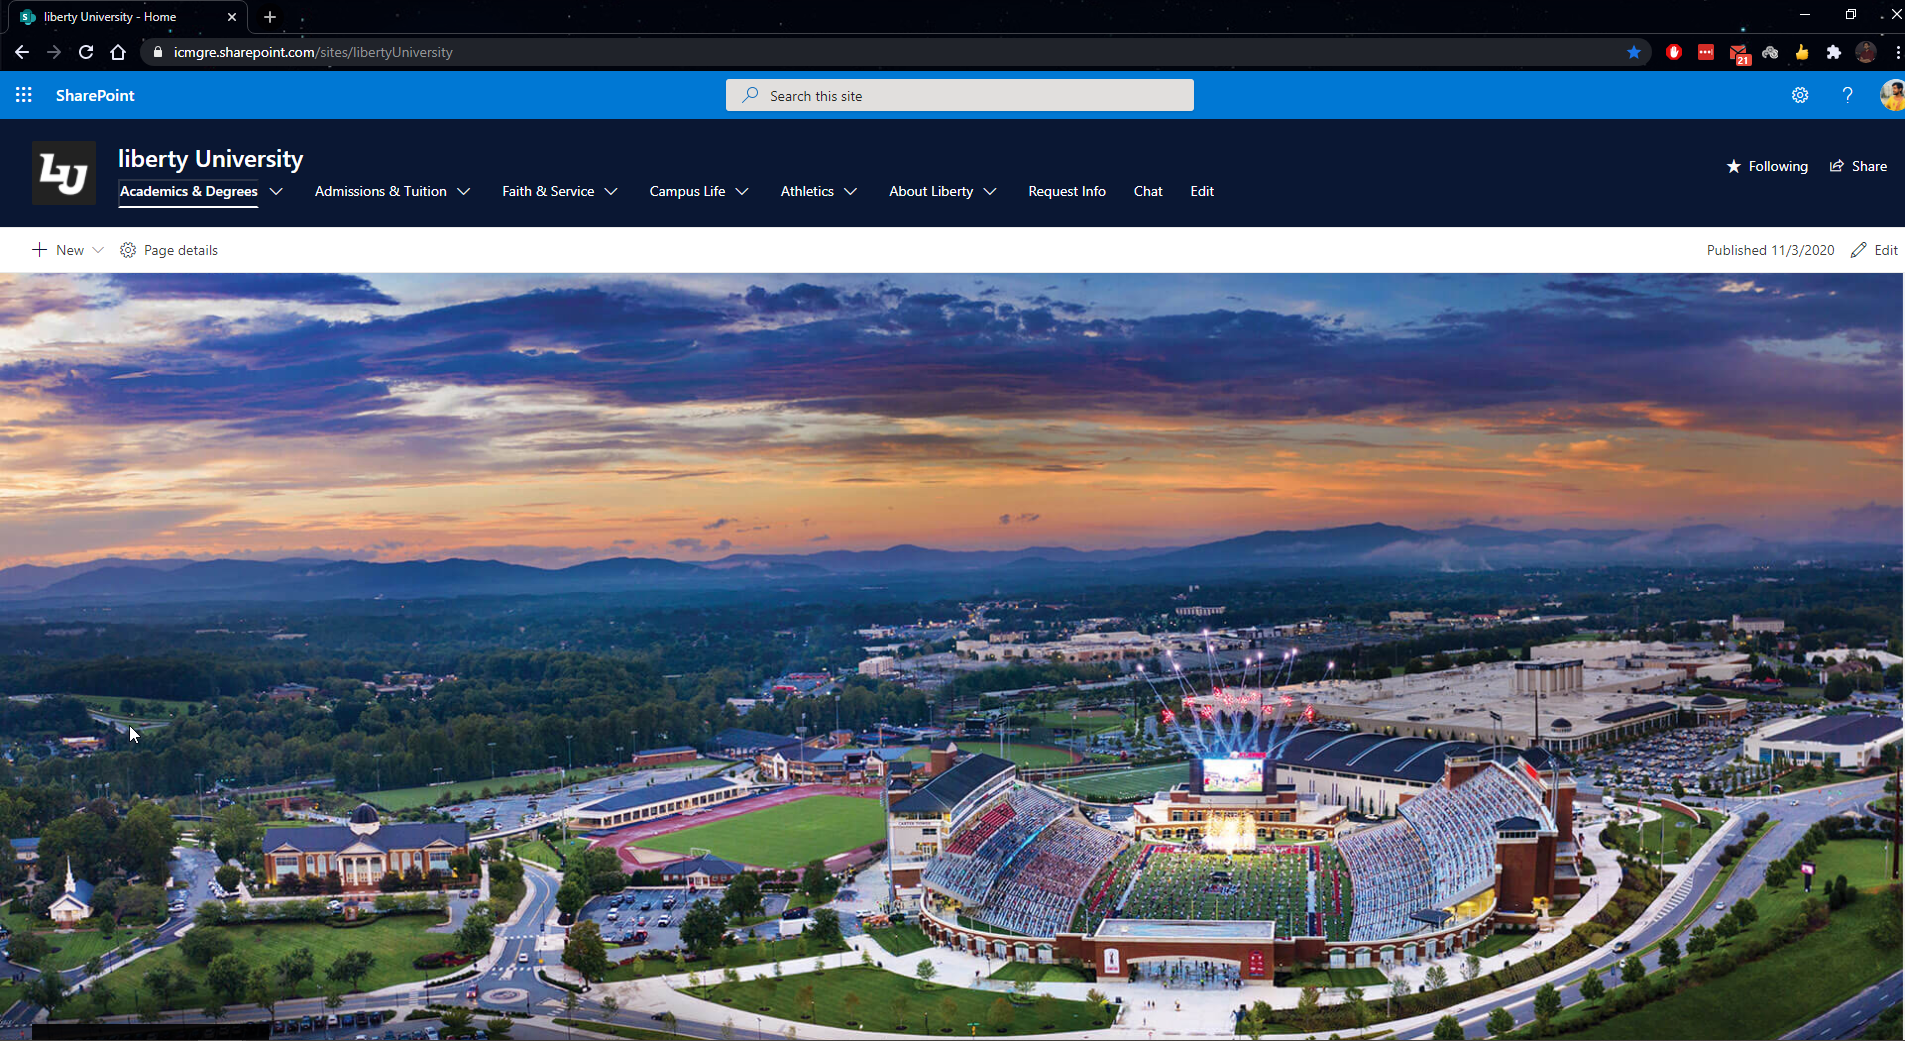 liberty University - Home
icmgre.sharepoint.com/sites/libertyUniversity
21
SharePoint
Search this site
LU
liberty University
Following
Share
Academics & Degrees
Admissions & Tuition
Faith & Service
Campus Life
Athletics
About Liberty
Request Info
Chat
Edit
New
Page details
Published 11/3/2020
Edit